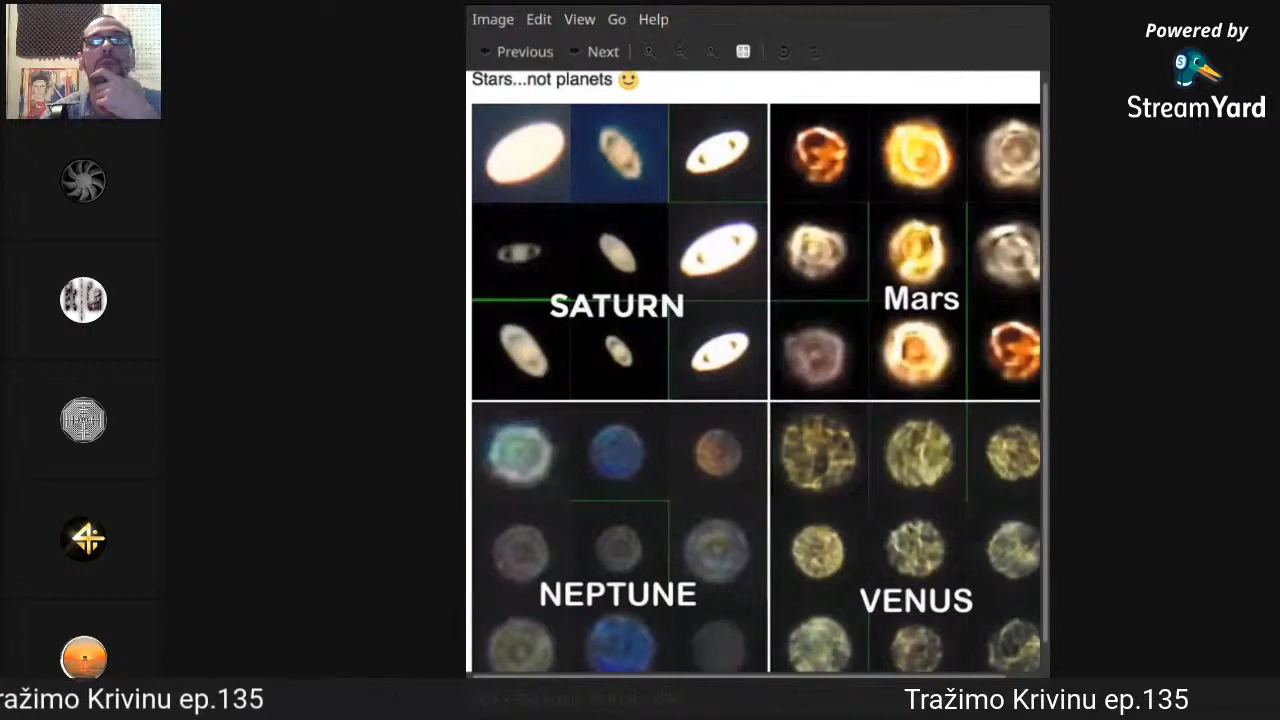 Image Edit View Go Help
Previous Next
Powered by
StreamYard
Stars...not planets
SATURN
Mars
NEPTUNE
VENUS
ražimo Krivinu ep.135
Tražimo Krivinu ep.135